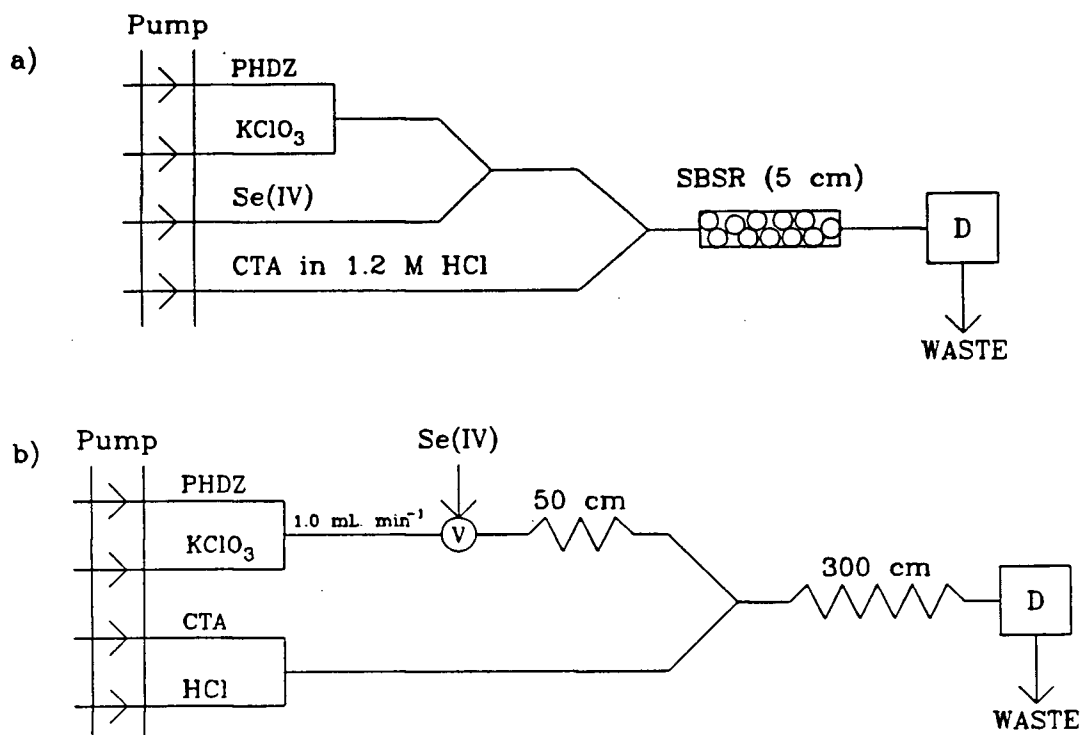 a)
Pump
PHDZ
KClO₃
Se(IV)
CTA in 1.2 M HCl
SBSR (5 cm)
D
WASTE
b)
Pump
PHDZ
KClO₃
CTA
HCl
1.0 mL min⁻¹
Se(IV)
V
50 cm
300 cm
D
WASTE